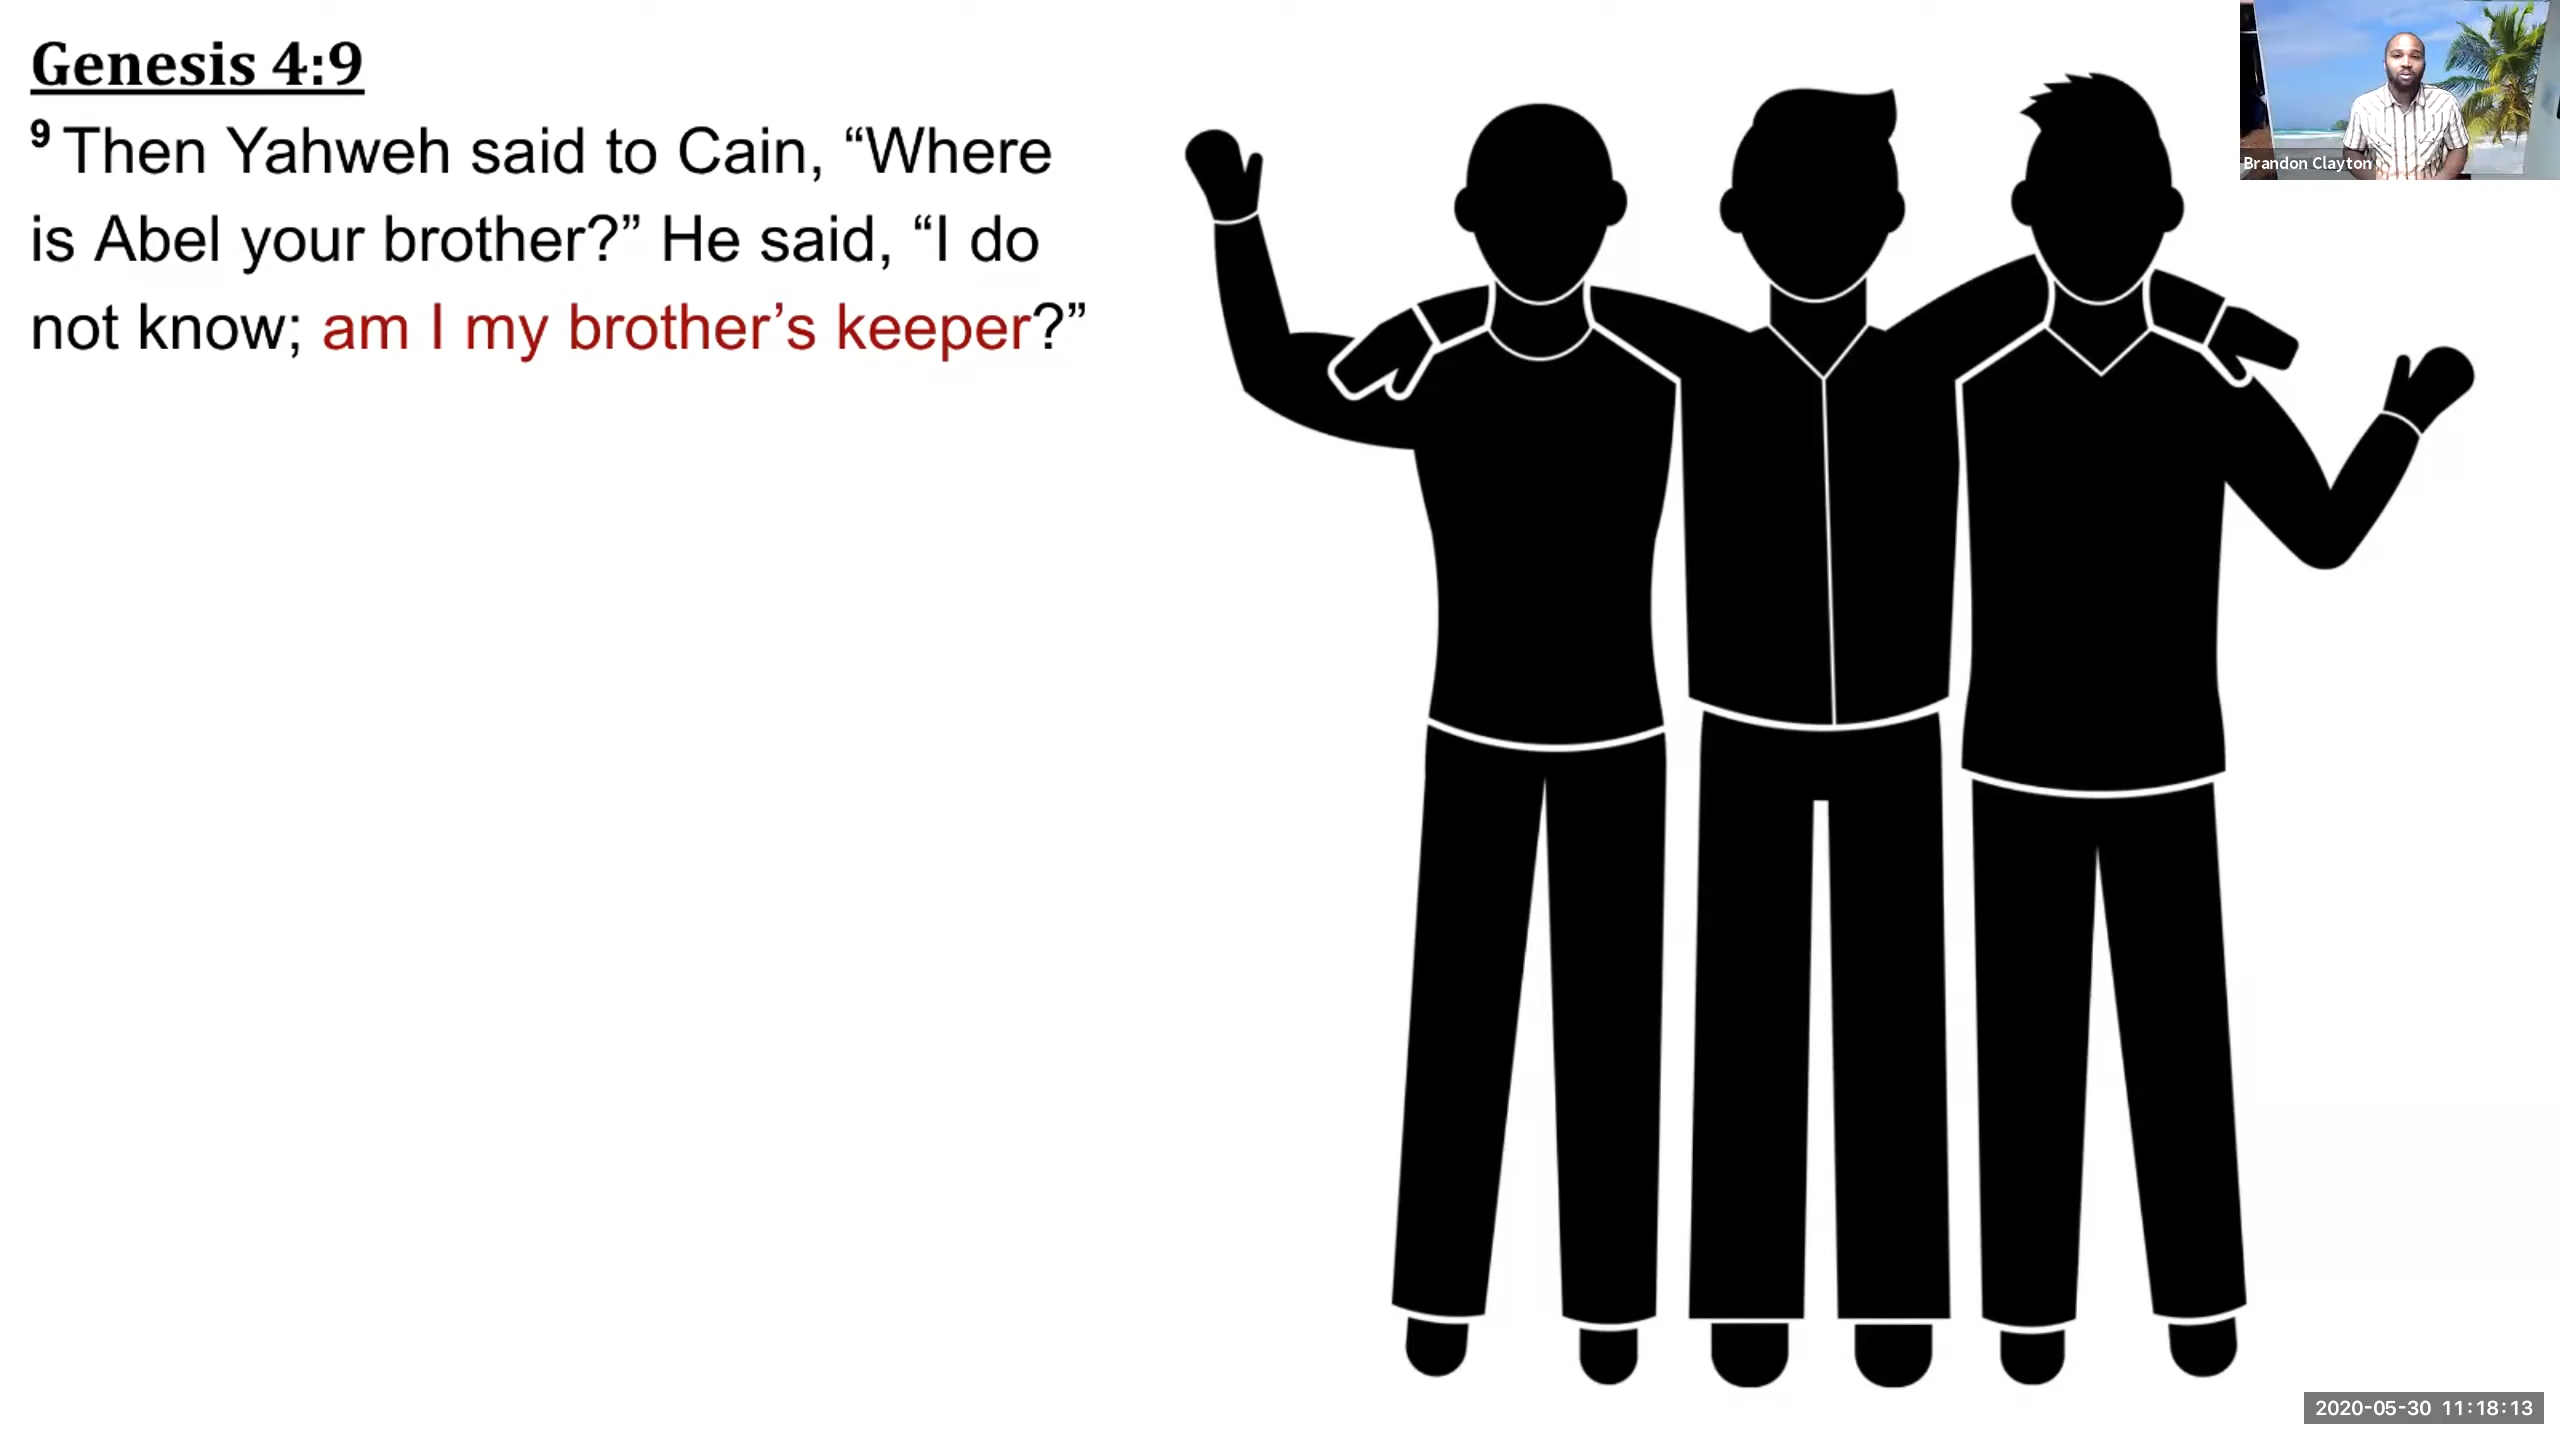 Genesis 4:9
9 Then Yahweh said to Cain, “Where
is Abel your brother?” He said, “I do
not know; am I my brother’s keeper?”
Brandon Clayton
2020-05-30 11:18:13